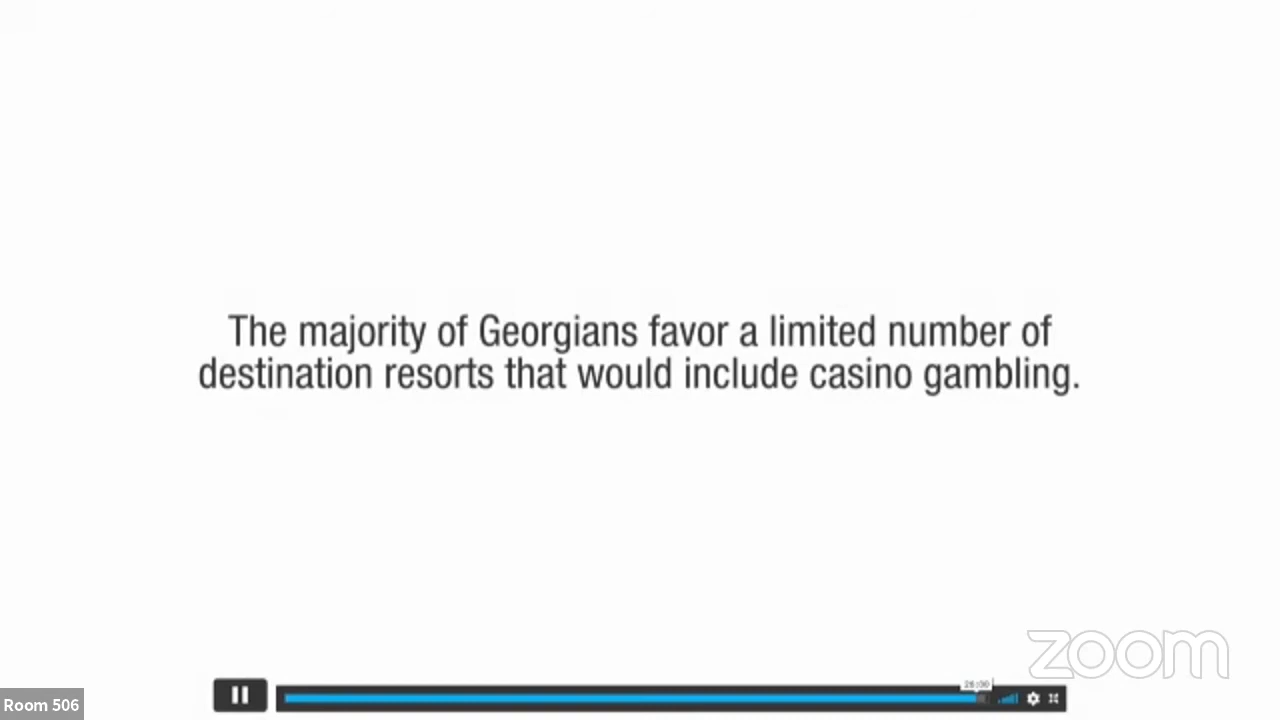 The majority of Georgians favor a limited number of
destination resorts that would include casino gambling.
zoom
Room 506